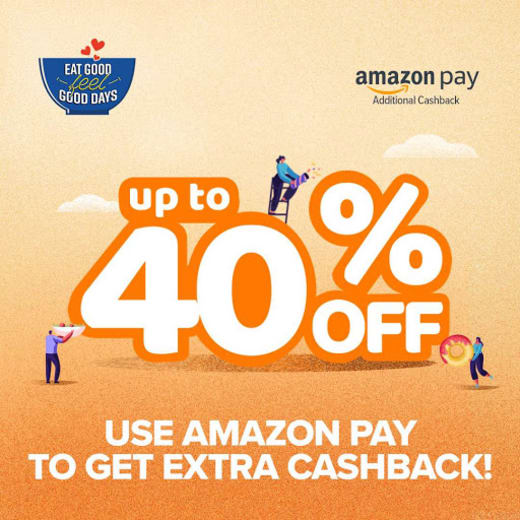 EAT GOOD
feel
GOOD DAYS
amazon pay
Additional Cashback
up to
40% OFF
USE AMAZON PAY
TO GET EXTRA CASHBACK!